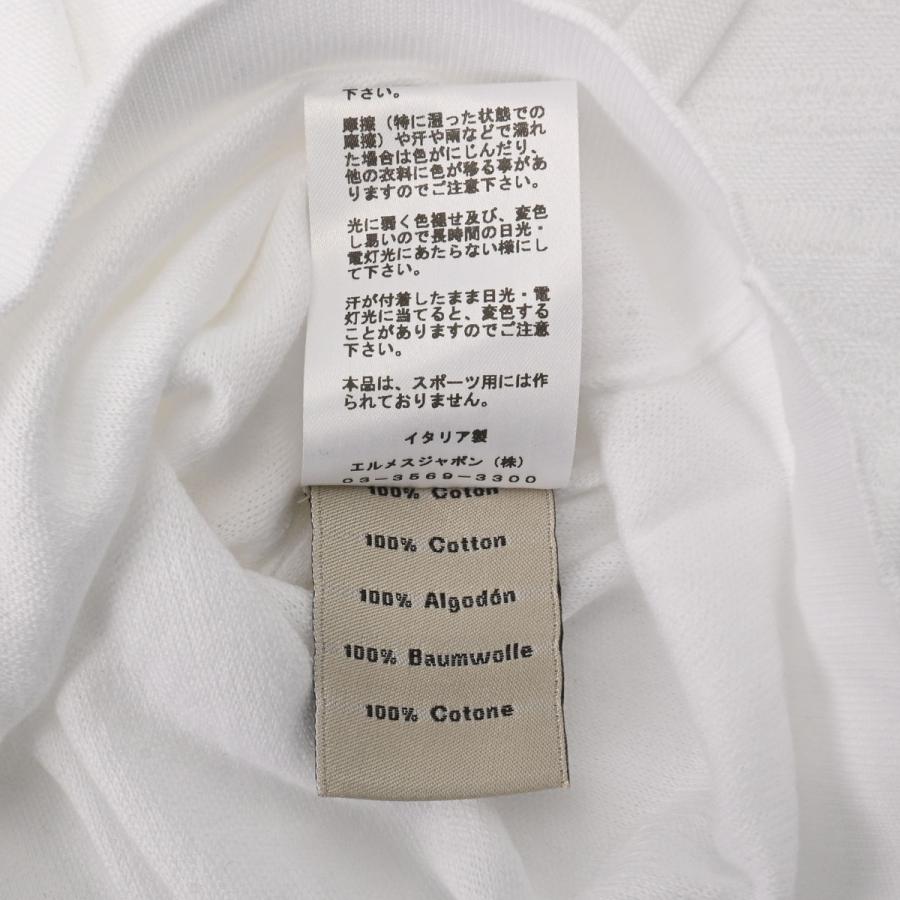 下さい。
摩擦（特に湿った状態での
摩擦）や汗や雨などで濡れ
た場合は色がにじんだり、
他の衣料に色が移る事があ
りますのでご注意下さい。
光に弱く色褪せ及び、変色
し易いので長時間の日光・
電灯光にあたらない様にし
て下さい。
汗が付着したまま日光・電
灯光に当てると、変色する
ことがありますのでご注意
下さい。
本品は、スポーツ用には作
られておりません。
イタリア製
エルメスジャポン（株）
03-3569-3300
100% Coton
100% Cotton
100% Algodón
100% Baumwolle
100% Cotone